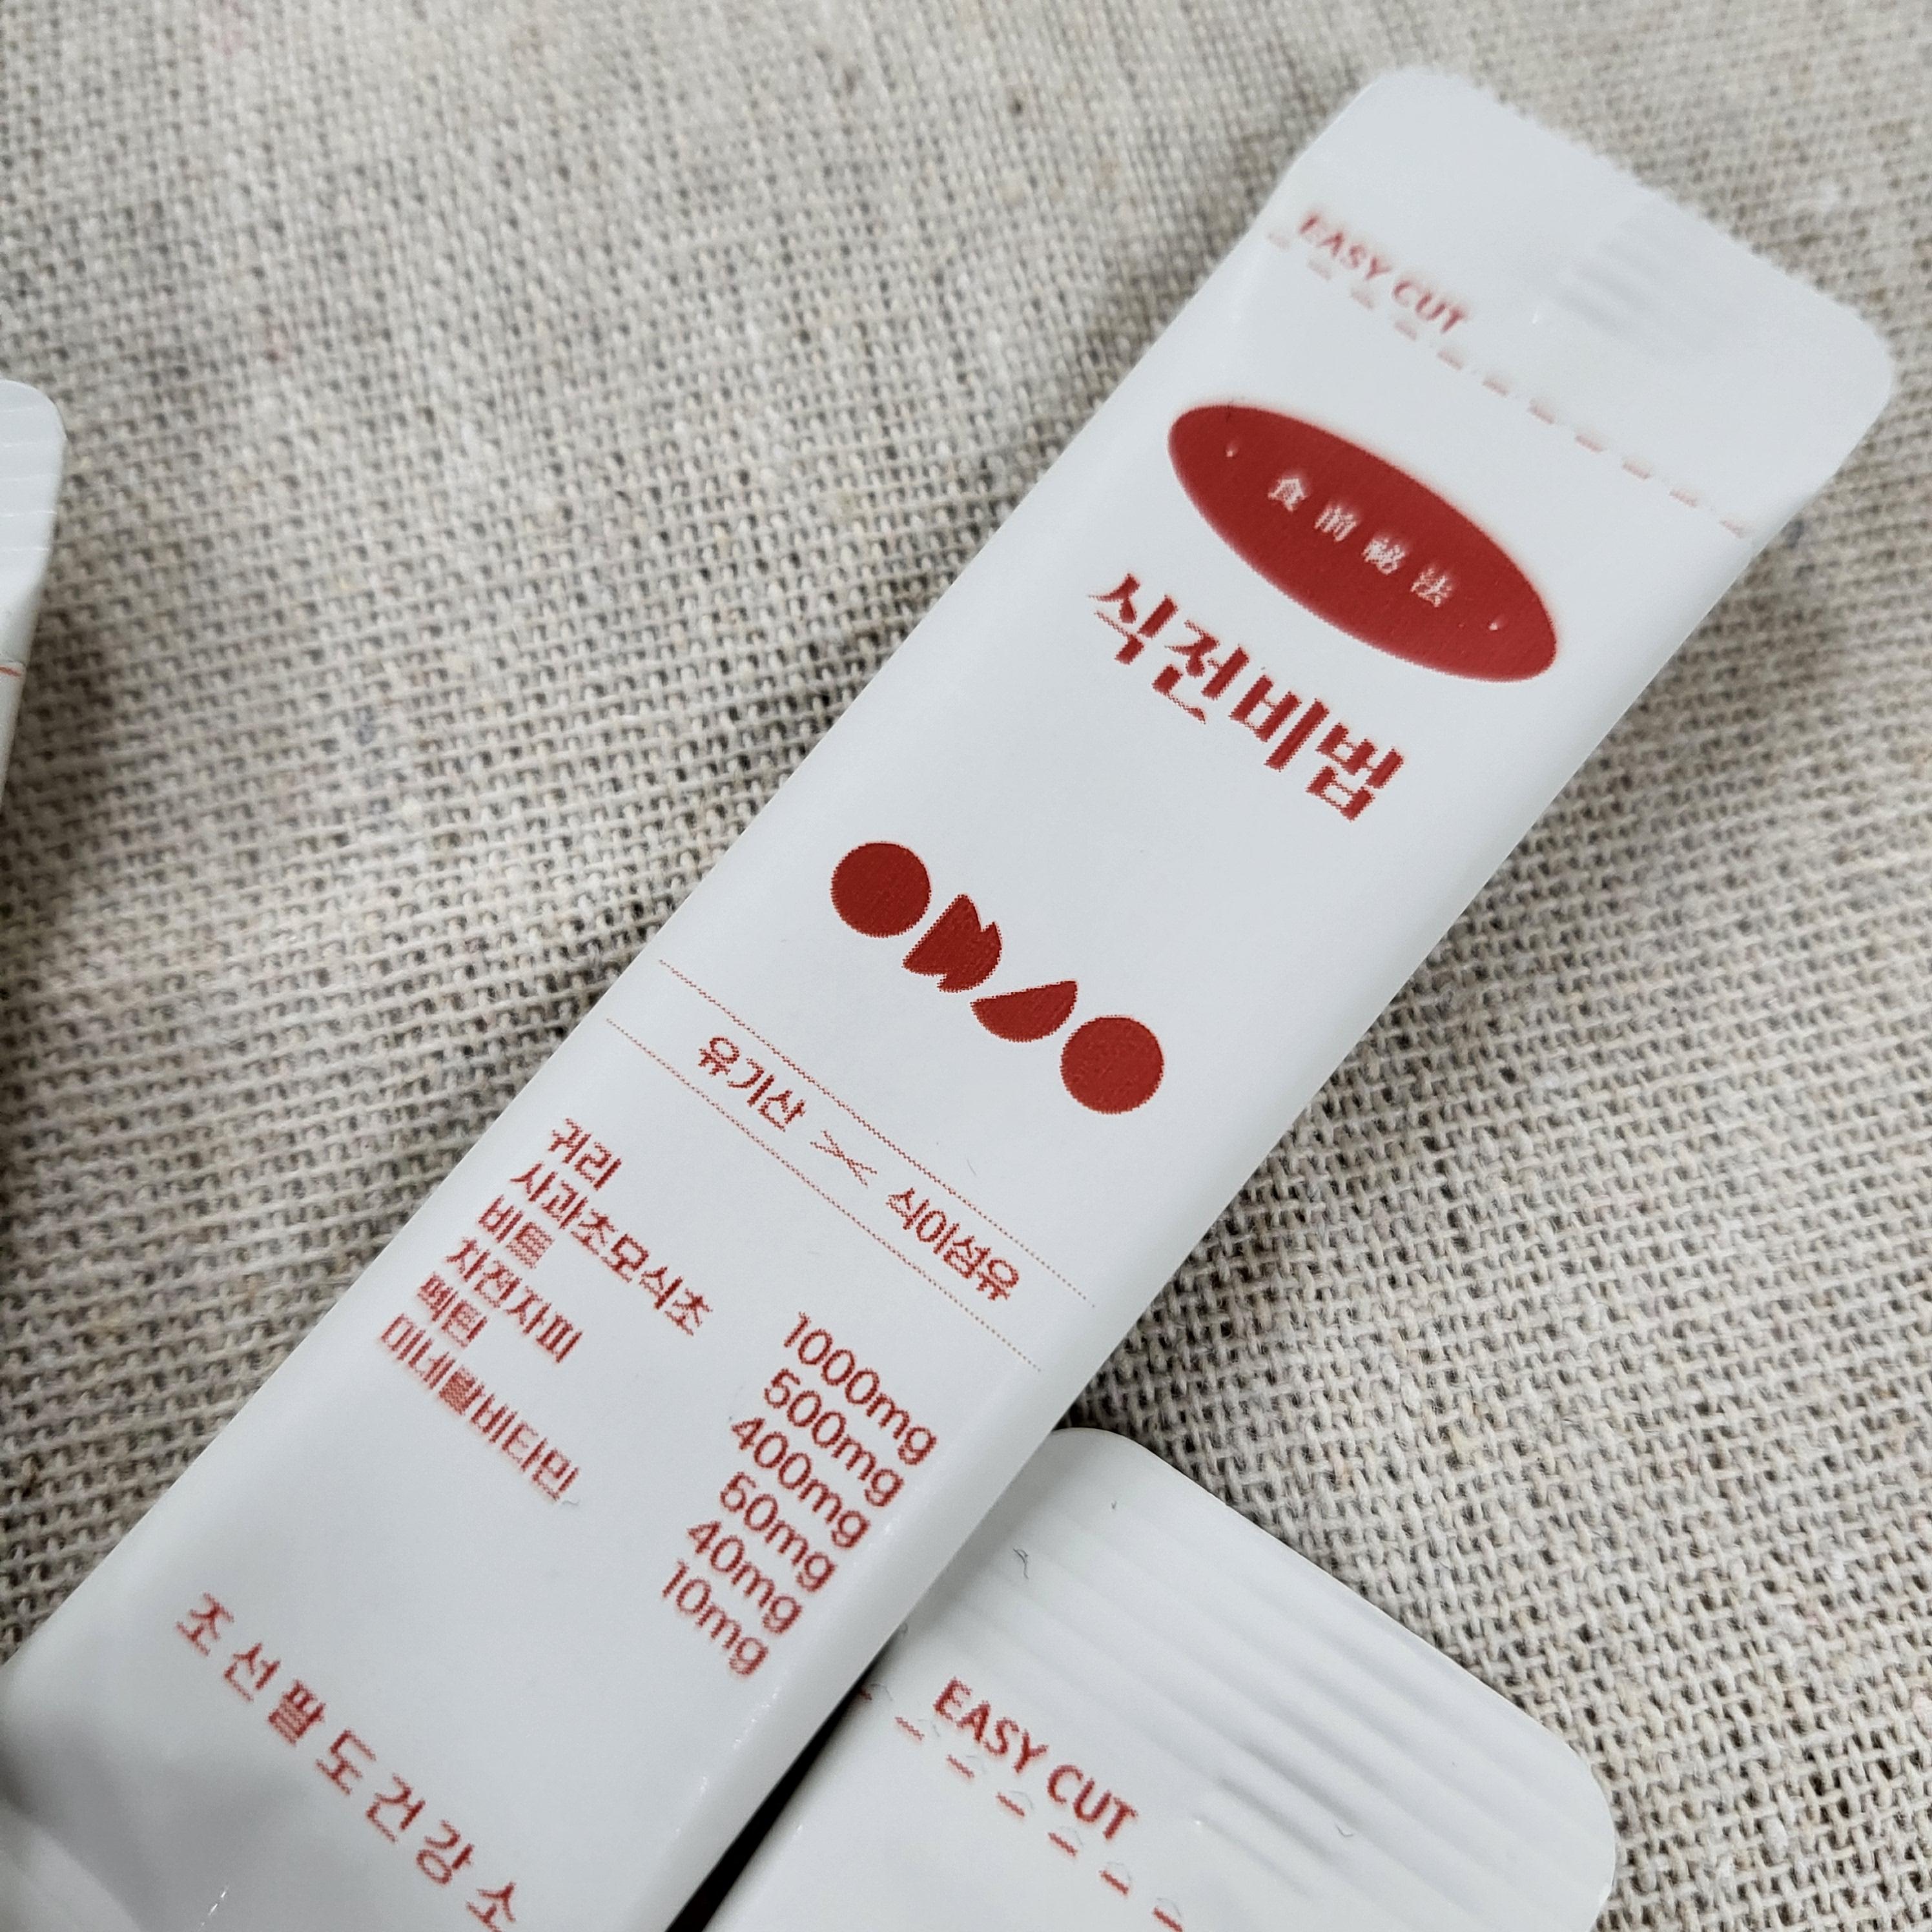 EASY CUT
食前祕法
식전비법
유기산 × 식이섬유
귀리 1000mg
사과초모식초 500mg
비트 400mg
차전자피 50mg
펙틴 40mg
미네랄비타민 10mg
조선팔도건강소
EASY CUT